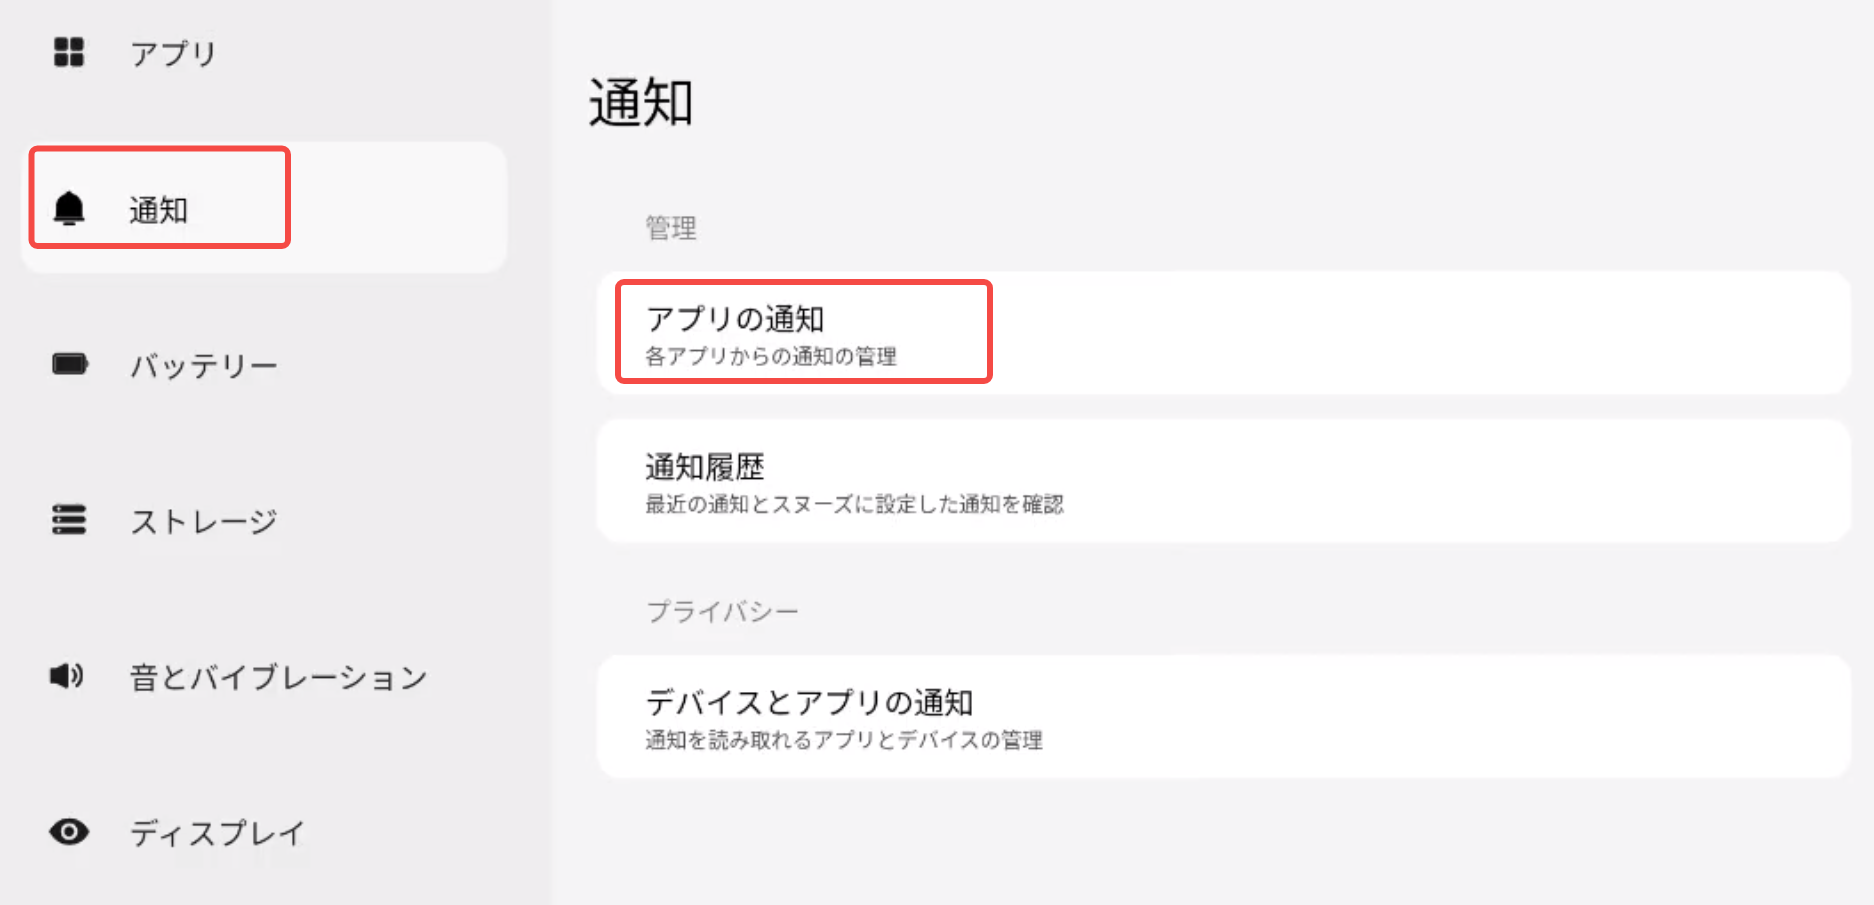 アプリ
通知
バッテリー
ストレージ
音とバイブレーション
ディスプレイ
通知
管理
アプリの通知
各アプリからの通知の管理
通知履歴
最近の通知とスヌーズに設定した通知を確認
プライバシー
デバイスとアプリの通知
通知を読み取れるアプリとデバイスの管理